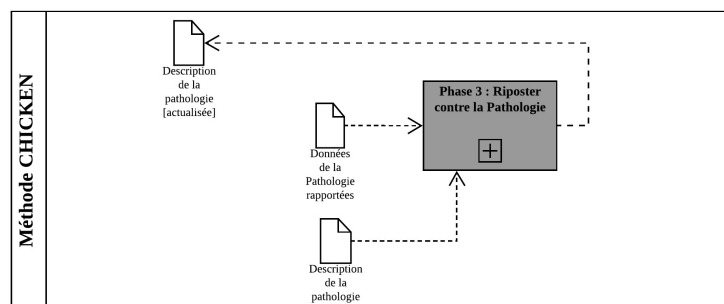 Méthode CHICKEN
Description
de la
pathologie
[actualisée]
Phase 3 : Riposter
contre la Pathologie
Données
de la
Pathologie
rapportées
Description
de la
pathologie